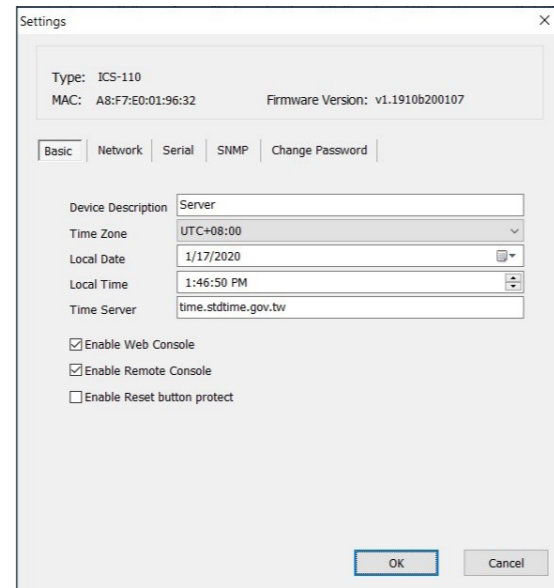 Settings
Type: ICS-110
MAC: A8:F7:E0:01:96:32 Firmware Version: v1.1910b200107
Basic Network Serial SNMP Change Password
Device Description Server
Time Zone UTC+08:00
Local Date 1/17/2020
Local Time 1:46:50 PM
Time Server time.stdtime.gov.tw
Enable Web Console
Enable Remote Console
Enable Reset button protect
OK Cancel